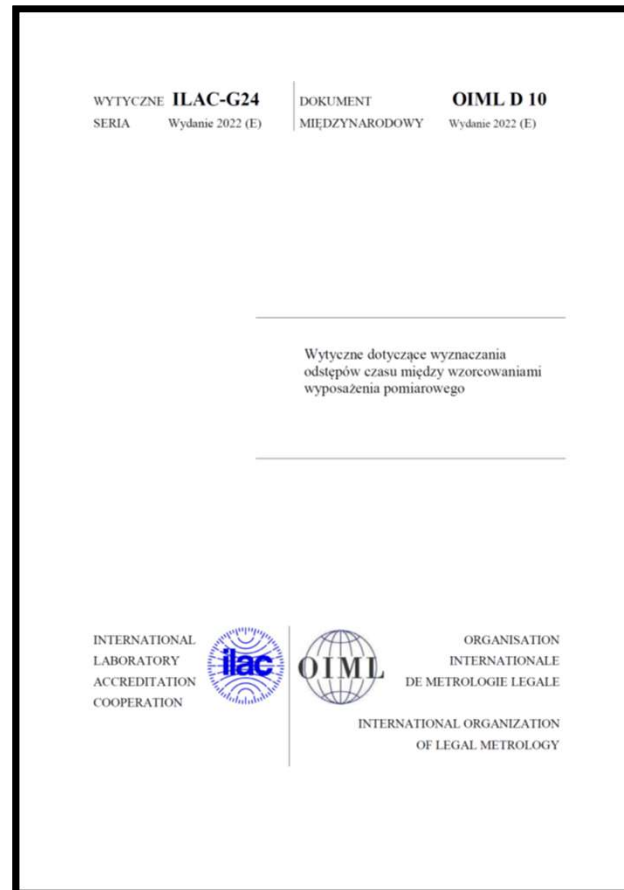 WYTYCZNE ILAC-G24
SERIA Wydanie 2022 (E)
DOKUMENT OIML D 10
MIĘDZYNARODOWY Wydanie 2022 (E)
Wytyczne dotyczące wyznaczania
odstępów czasu między wzorcowaniami
wyposażenia pomiarowego
INTERNATIONAL
LABORATORY
ACCREDITATION
COOPERATION
ilac
OIML
ORGANISATION
INTERNATIONALE
DE METROLOGIE LEGALE
INTERNATIONAL ORGANIZATION
OF LEGAL METROLOGY